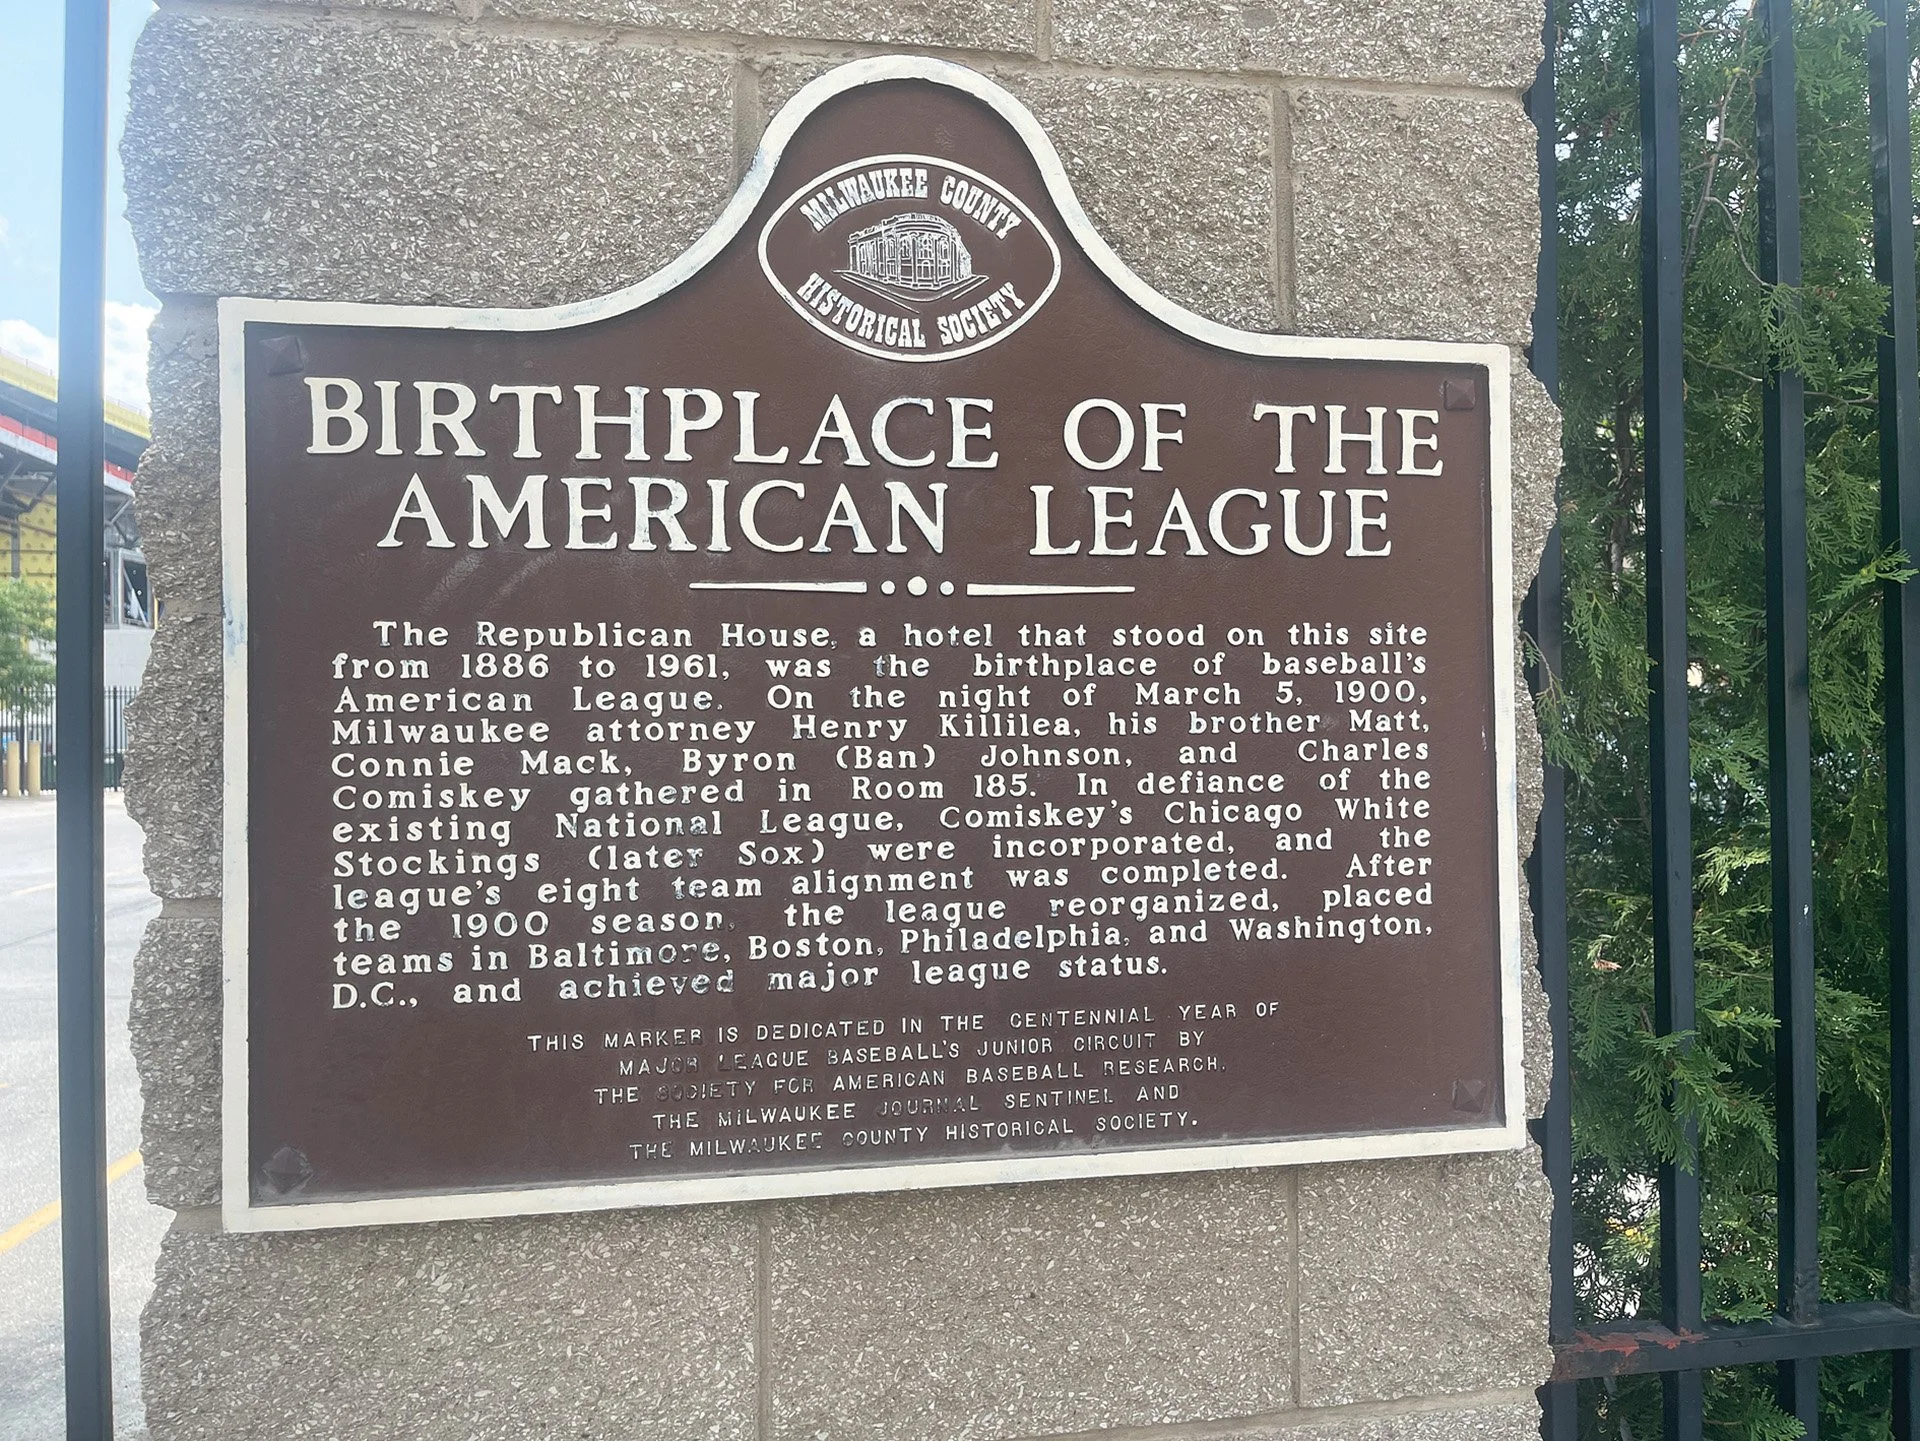 MILWAUKEE COUNTY
HISTORICAL SOCIETY
BIRTHPLACE OF THE
AMERICAN LEAGUE
The Republican House, a hotel that stood on this site
from 1886 to 1961, was the birthplace of baseball's
American League. On the night of March 5, 1900,
Milwaukee attorney Henry Killilea, his brother Matt,
Connie Mack, Byron (Ban) Johnson, and Charles
Comiskey gathered in Room 185. In defiance of the
existing National League, Comiskey's Chicago White
Stockings (later Sox) were incorporated, and the
league's eight team alignment was completed. After
the 1900 season, the league reorganized, placed
teams in Baltimore, Boston, Philadelphia, and Washington,
D.C., and achieved major league status.
THIS MARKER IS DEDICATED IN THE CENTENNIAL YEAR OF
MAJOR LEAGUE BASEBALL'S JUNIOR CIRCUIT BY
THE SOCIETY FOR AMERICAN BASEBALL RESEARCH,
THE MILWAUKEE JOURNAL SENTINEL AND
THE MILWAUKEE COUNTY HISTORICAL SOCIETY.